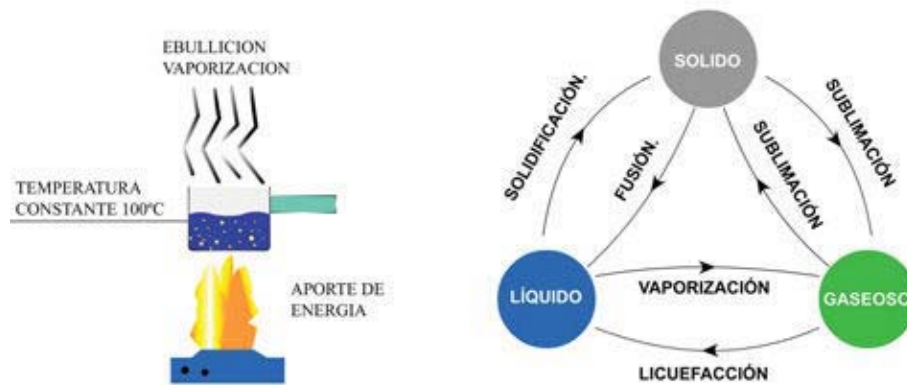 EBULLICION
VAPORIZACION
TEMPERATURA
CONSTANTE 100ºC
APORTE DE
ENERGIA
SOLIDO
SOLIDIFICACIÓN.
FUSIÓN.
SUBLIMACIÓN
SUBLIMACIÓN
LÍQUIDO
VAPORIZACIÓN
GASEOSO
LICUEFACCIÓN